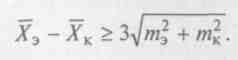 X̅э − X̅к ≥ 3√(mэ² + mк²).